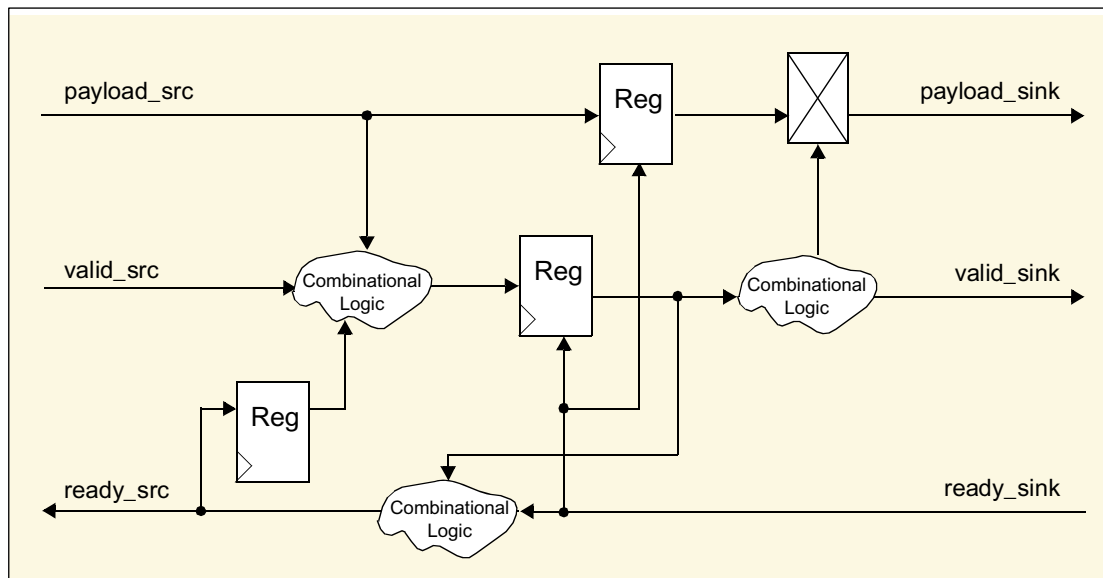 payload_src
Reg
payload_sink
valid_src
Combinational
Logic
Reg
Combinational
Logic
valid_sink
Reg
ready_src
Combinational
Logic
ready_sink